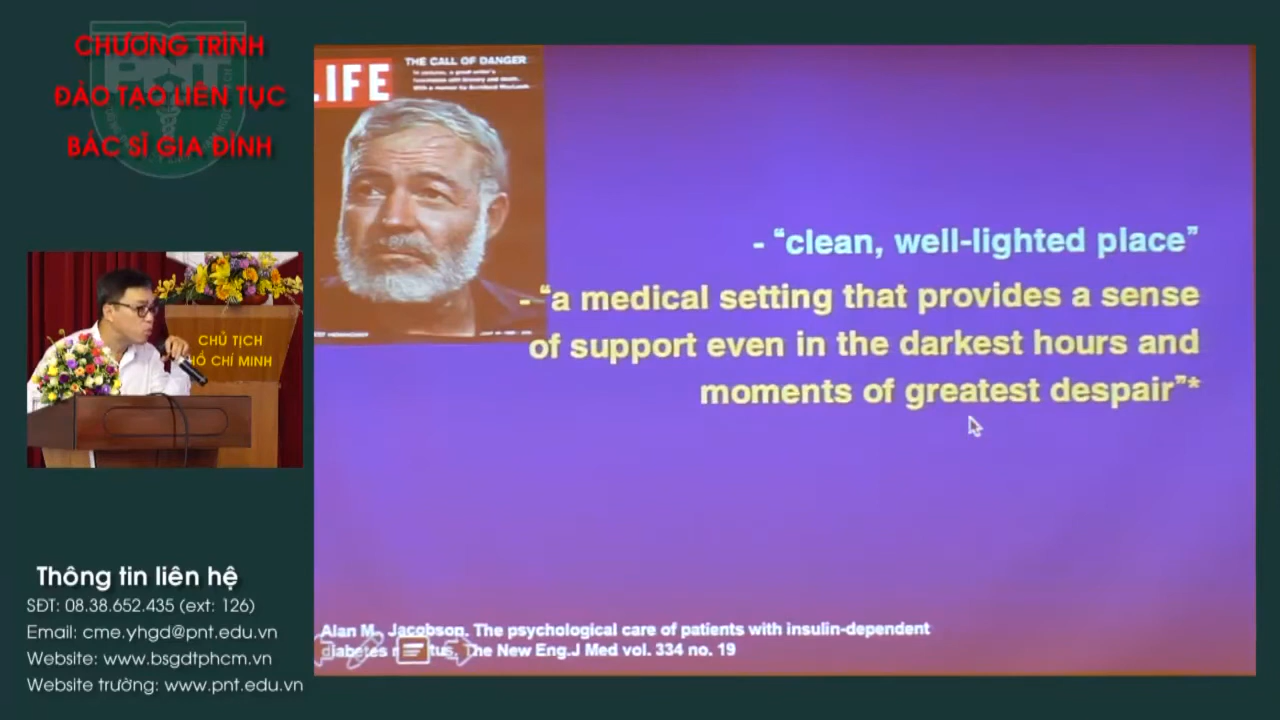 CHƯƠNG TRÌNH
ĐÀO TẠO LIÊN TỤC
BÁC SĨ GIA ĐÌNH
PNT
LIFE
THE CALL OF DANGER
- “clean, well-lighted place”
- “a medical setting that provides a sense
of support even in the darkest hours and
moments of greatest despair”*
CHỦ TỊCH
HỒ CHÍ MINH
Thông tin liên hệ
SĐT: 08.38.652.435 (ext: 126)
Email: cme.yhgd@pnt.edu.vn
Website: www.bsgdtphcm.vn
Website trường: www.pnt.edu.vn
Alan M. Jacobson. The psychological care of patients with insulin-dependent
diabetes The New Eng.J Med vol. 334 no. 19